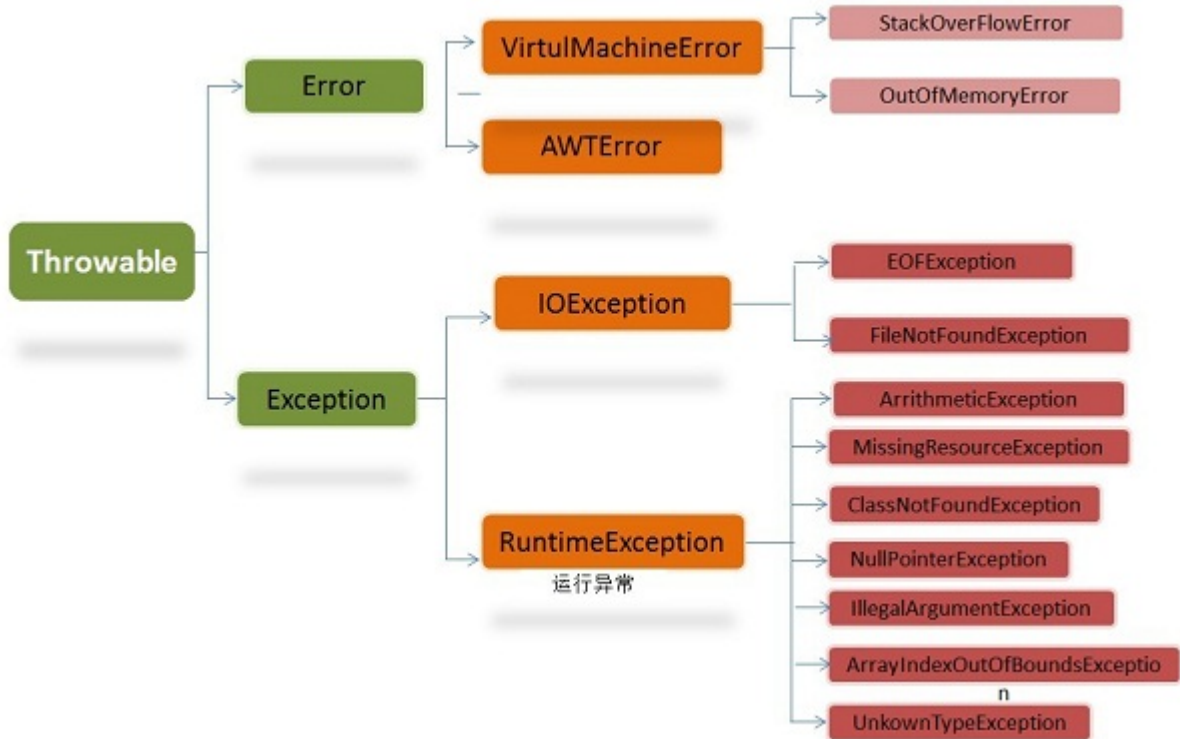 Throwable
Error
VirtulMachineError
StackOverFlowError
OutOfMemoryError
AWTError
Exception
IOException
EOFException
FileNotFoundException
RuntimeException
运行异常
ArrithmeticException
MissingResourceException
ClassNotFoundException
NullPointerException
IllegalArgumentException
ArrayIndexOutOfBoundsExceptio
n
UnkownTypeException